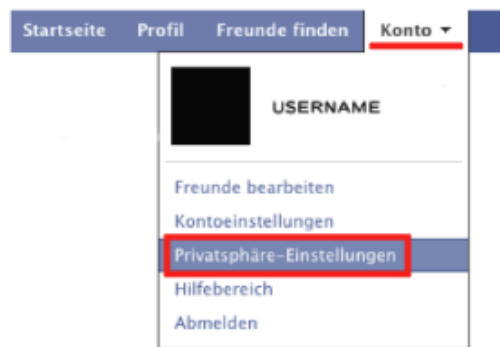 Startseite Profil Freunde finden Konto
USERNAME
Freunde bearbeiten
Kontoeinstellungen
Privatsphäre-Einstellungen
Hilfebereich
Abmelden